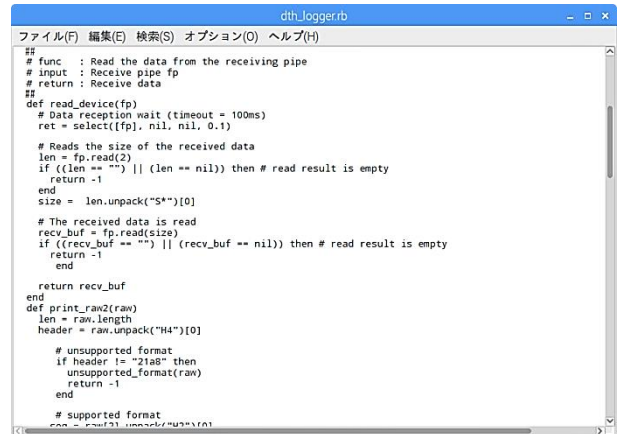 dth_logger.rb
ファイル(F) 編集(E) 検索(S) オプション(O) ヘルプ(H)
##
# func : Read the data from the receiving pipe
# input : Receive pipe fp
# return : Receive data
##
def read_device(fp)
# Data reception wait (timeout = 100ms)
ret = select([fp], nil, nil, 0.1)
# Reads the size of the received data
len = fp.read(2)
if ((len == "") || (len == nil)) then # read result is empty
return -1
end
size = len.unpack("S*")[0]
# The received data is read
recv_buf = fp.read(size)
if ((recv_buf == "") || (recv_buf == nil)) then # read result is empty
return -1
end
return recv_buf
end
def print_raw2(raw)
len = raw.length
header = raw.unpack("H4")[0]
# unsupported format
if header != "21a8" then
unsupported_format(raw)
return -1
end
# supported format
seq = raw[2].unpack("H2")[0]